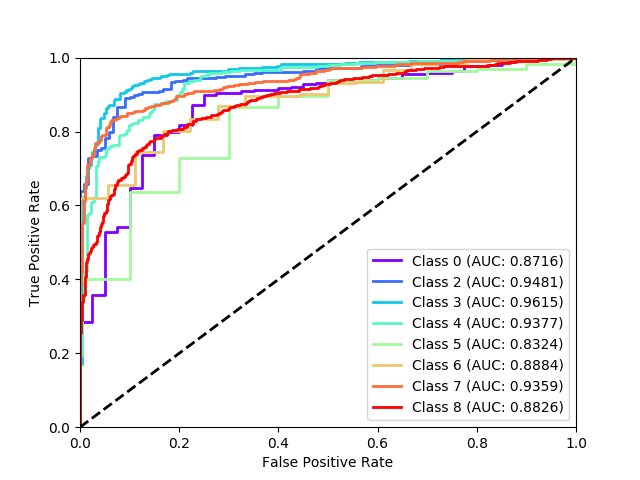 1.0
0.8
0.6
0.4
0.2
0.0
True Positive Rate
Class 0 (AUC: 0.8716)
Class 2 (AUC: 0.9481)
Class 3 (AUC: 0.9615)
Class 4 (AUC: 0.9377)
Class 5 (AUC: 0.8324)
Class 6 (AUC: 0.8884)
Class 7 (AUC: 0.9359)
Class 8 (AUC: 0.8826)
0.0 0.2 0.4 0.6 0.8 1.0
False Positive Rate